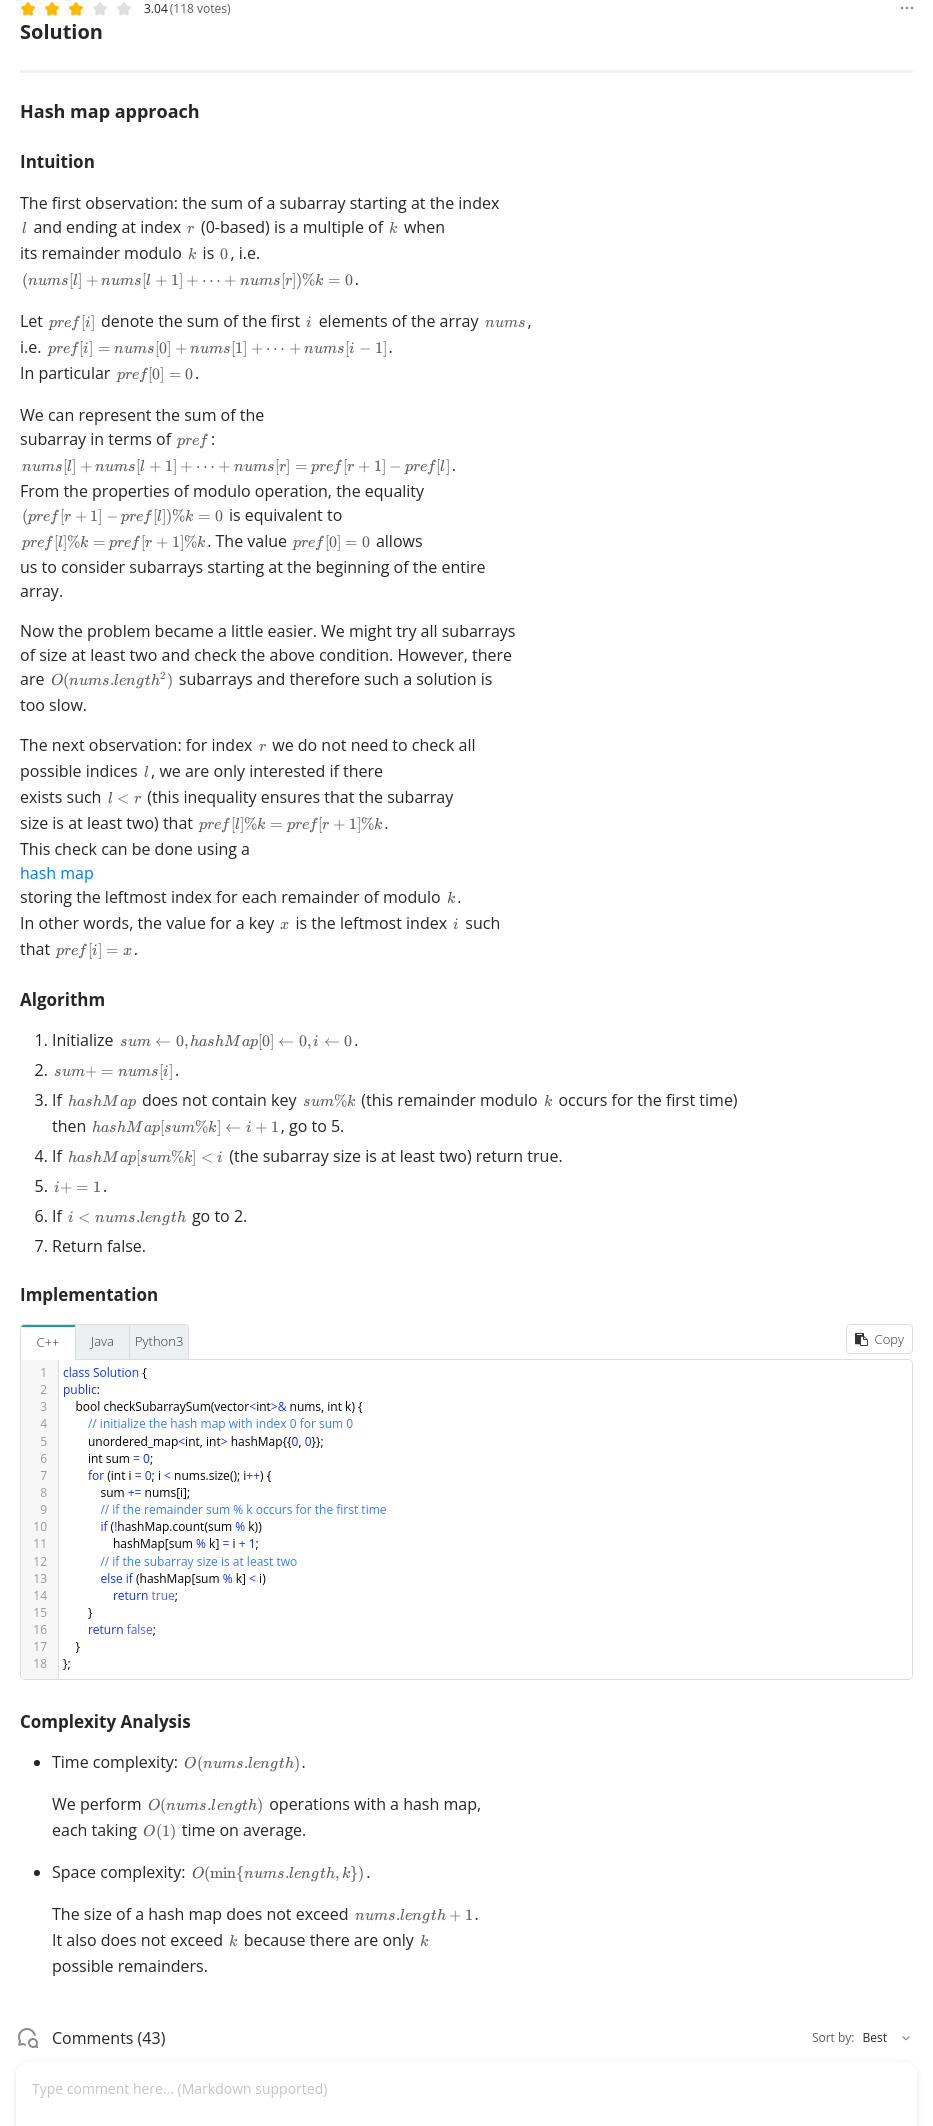 3.04 (118 votes)
Solution
Hash map approach
Intuition
The first observation: the sum of a subarray starting at the index
l and ending at index r (0-based) is a multiple of k when
its remainder modulo k is 0, i.e.
(nums[l] + nums[l + 1] + ⋯ + nums[r])%k = 0.
Let pref[i] denote the sum of the first i elements of the array nums,
i.e. pref[i] = nums[0] + nums[1] + ⋯ + nums[i − 1].
In particular pref[0] = 0.
We can represent the sum of the
subarray in terms of pref:
nums[l] + nums[l + 1] + ⋯ + nums[r] = pref[r + 1] − pref[l].
From the properties of modulo operation, the equality
(pref[r + 1] − pref[l])%k = 0 is equivalent to
pref[l]%k = pref[r + 1]%k. The value pref[0] = 0 allows
us to consider subarrays starting at the beginning of the entire
array.
Now the problem became a little easier. We might try all subarrays
of size at least two and check the above condition. However, there
are O(nums.length²) subarrays and therefore such a solution is
too slow.
The next observation: for index r we do not need to check all
possible indices l, we are only interested if there
exists such l < r (this inequality ensures that the subarray
size is at least two) that pref[l]%k = pref[r + 1]%k.
This check can be done using a
hash map
storing the leftmost index for each remainder of modulo k.
In other words, the value for a key x is the leftmost index i such
that pref[i] = x.
Algorithm
1. Initialize sum ← 0, hashMap[0] ← 0, i ← 0.
2. sum+ = nums[i].
3. If hashMap does not contain key sum%k (this remainder modulo k occurs for the first time)
then hashMap[sum%k] ← i + 1, go to 5.
4. If hashMap[sum%k] < i (the subarray size is at least two) return true.
5. i+ = 1.
6. If i < nums.length go to 2.
7. Return false.
Implementation
C++ Java Python3 Copy
1 class Solution {
2 public:
3 bool checkSubarraySum(vector<int>& nums, int k) {
4 // initialize the hash map with index 0 for sum 0
5 unordered_map<int, int> hashMap{{0, 0}};
6 int sum = 0;
7 for (int i = 0; i < nums.size(); i++) {
8 sum += nums[i];
9 // if the remainder sum % k occurs for the first time
10 if (!hashMap.count(sum % k))
11 hashMap[sum % k] = i + 1;
12 // if the subarray size is at least two
13 else if (hashMap[sum % k] < i)
14 return true;
15 }
16 return false;
17 }
18 };
Complexity Analysis
• Time complexity: O(nums.length).
We perform O(nums.length) operations with a hash map,
each taking O(1) time on average.
• Space complexity: O(min{nums.length, k}).
The size of a hash map does not exceed nums.length + 1.
It also does not exceed k because there are only k
possible remainders.
Comments (43) Sort by: Best
Type comment here... (Markdown supported)